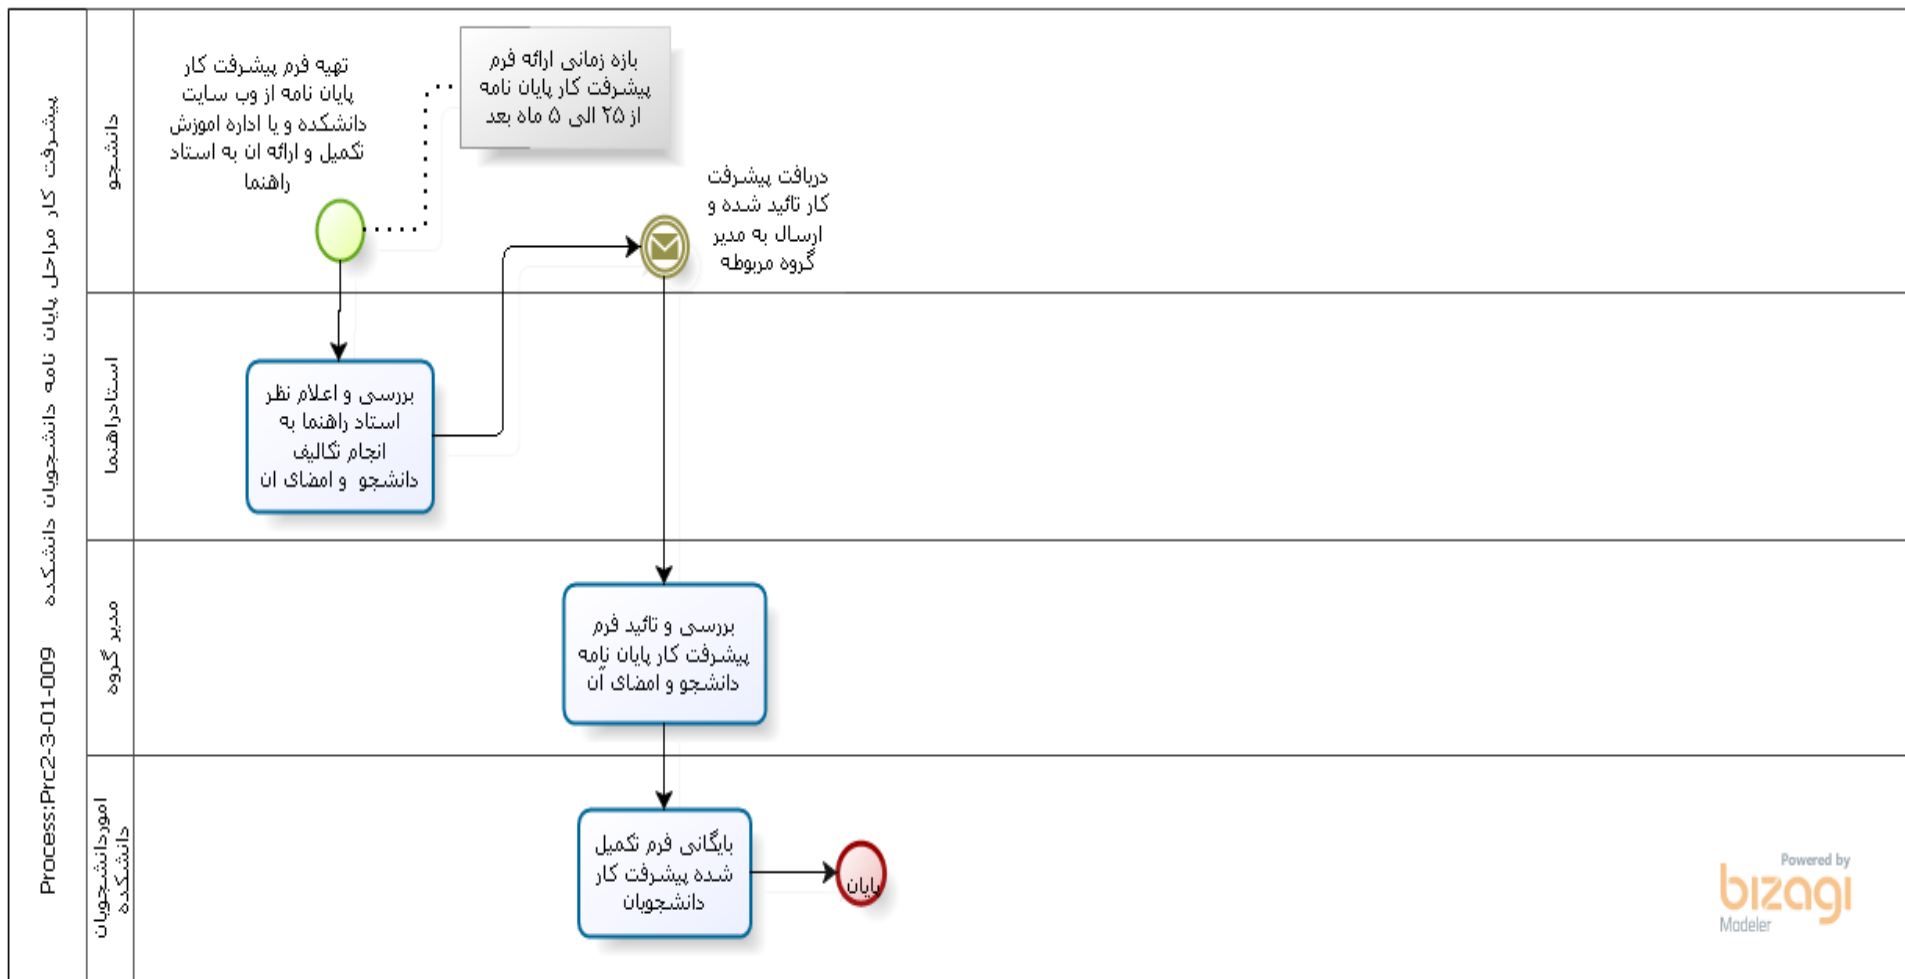 پیشرفت کار مراحل پایان نامه دانشجویان دانشکده
Process:Prc2-3-01-009
دانشجو
تهیه فرم پیشرفت کار
پایان نامه از وب سایت
دانشکده و یا اداره اموزش
تکمیل و ارائه ان به استاد
راهنما
بازه زمانی ارائه فرم
پیشرفت کار پایان نامه
از ۲۵ الی ۵ ماه بعد
دریافت پیشرفت
کار تائید شده و
ارسال به مدیر
گروه مربوطه
استادراهنما
بررسی و اعلام نظر
استاد راهنما به
انجام تکالیف
دانشجو و امضای ان
مدیر گروه
بررسی و تائید فرم
پیشرفت کار پایان نامه
دانشجو و امضای آن
اموردانشجویان
دانشکده
بایگانی فرم تکمیل
شده پیشرفت کار
دانشجویان
پایان
Powered by
bizagi
Modeler